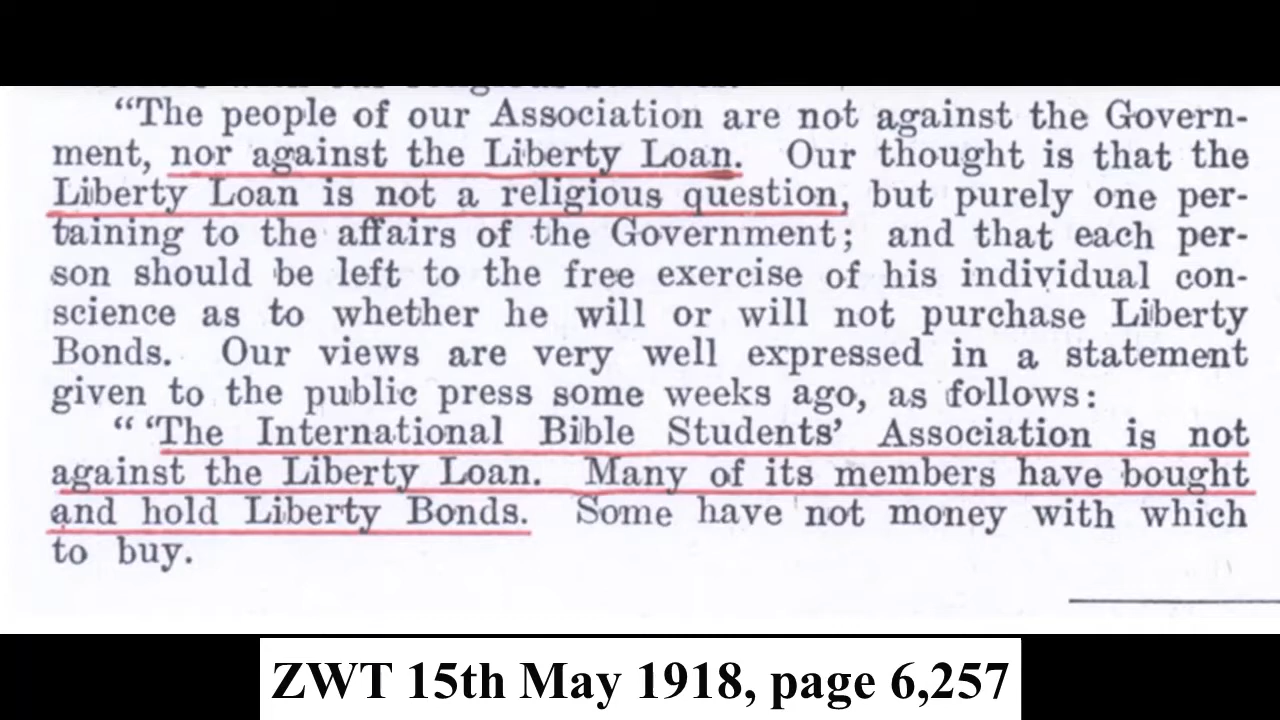 “The people of our Association are not against the Govern-
ment, nor against the Liberty Loan. Our thought is that the
Liberty Loan is not a religious question, but purely one per-
taining to the affairs of the Government; and that each per-
son should be left to the free exercise of his individual con-
science as to whether he will or will not purchase Liberty
Bonds. Our views are very well expressed in a statement
given to the public press some weeks ago, as follows:
“ ‘The International Bible Students’ Association is not
against the Liberty Loan. Many of its members have bought
and hold Liberty Bonds. Some have not money with which
to buy.
ZWT 15th May 1918, page 6,257